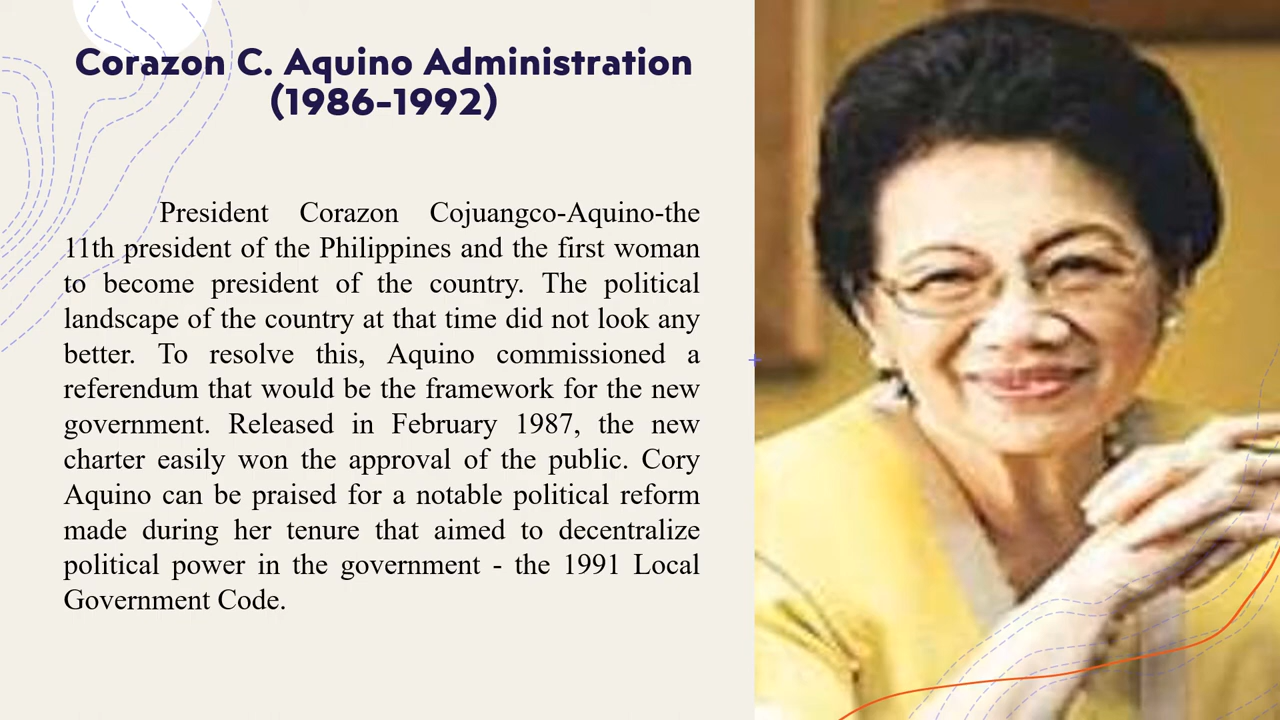 Corazon C. Aquino Administration
(1986-1992)
President Corazon Cojuangco-Aquino-the
11th president of the Philippines and the first woman
to become president of the country. The political
landscape of the country at that time did not look any
better. To resolve this, Aquino commissioned a
referendum that would be the framework for the new
government. Released in February 1987, the new
charter easily won the approval of the public. Cory
Aquino can be praised for a notable political reform
made during her tenure that aimed to decentralize
political power in the government - the 1991 Local
Government Code.